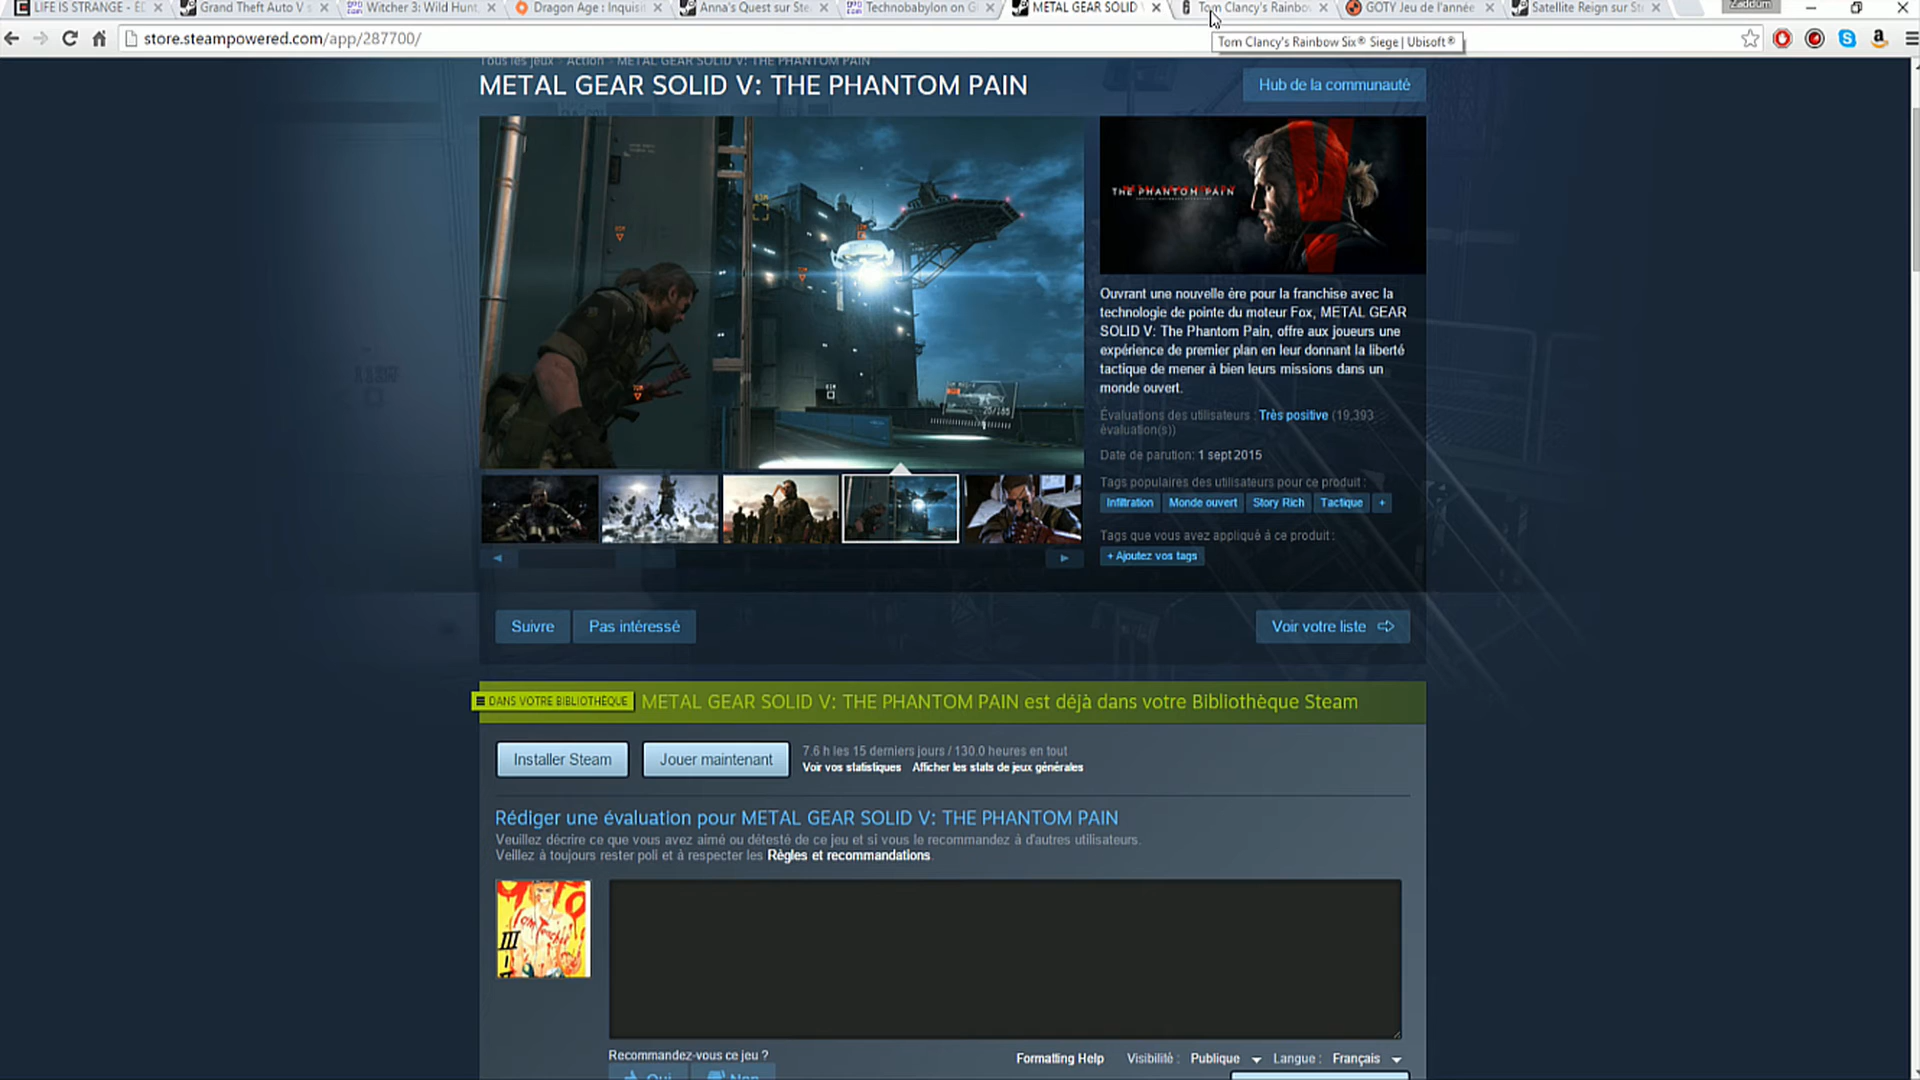 LIFE IS STRANGE - ÉD
Grand Theft Auto V s
Witcher 3: Wild Hunt
Dragon Age : Inquisit
Anna's Quest sur Ste
Technobabylon on G
METAL GEAR SOLID V
Tom Clancy's Rainbow
GOTY Jeu de l'année
Satellite Reign sur St
Zaddum
store.steampowered.com/app/287700/
Tom Clancy's Rainbow Six® Siege | Ubisoft®
Tous les jeux › Action › METAL GEAR SOLID V: THE PHANTOM PAIN
METAL GEAR SOLID V: THE PHANTOM PAIN
Hub de la communauté
THE PHANTOM PAIN
Ouvrant une nouvelle ère pour la franchise avec la
technologie de pointe du moteur Fox, METAL GEAR
SOLID V: The Phantom Pain, offre aux joueurs une
expérience de premier plan en leur donnant la liberté
tactique de mener à bien leurs missions dans un
monde ouvert.
Évaluations des utilisateurs : Très positive (19,393
évaluation(s))
Date de parution: 1 sept 2015
Tags populaires des utilisateurs pour ce produit :
Infiltration Monde ouvert Story Rich Tactique +
Tags que vous avez appliqué à ce produit :
+ Ajoutez vos tags
Suivre
Pas intéressé
Voir votre liste
DANS VOTRE BIBLIOTHÈQUE
METAL GEAR SOLID V: THE PHANTOM PAIN est déjà dans votre Bibliothèque Steam
Installer Steam
Jouer maintenant
7.6 h les 15 derniers jours / 130.0 heures en tout
Voir vos statistiques Afficher les stats de jeux générales
Rédiger une évaluation pour METAL GEAR SOLID V: THE PHANTOM PAIN
Veuillez décrire ce que vous avez aimé ou détesté de ce jeu et si vous le recommandez à d'autres utilisateurs.
Veillez à toujours rester poli et à respecter les Règles et recommandations.
Recommandez-vous ce jeu ?
Formatting Help
Visibilité : Publique
Langue : Français
Oui
Non